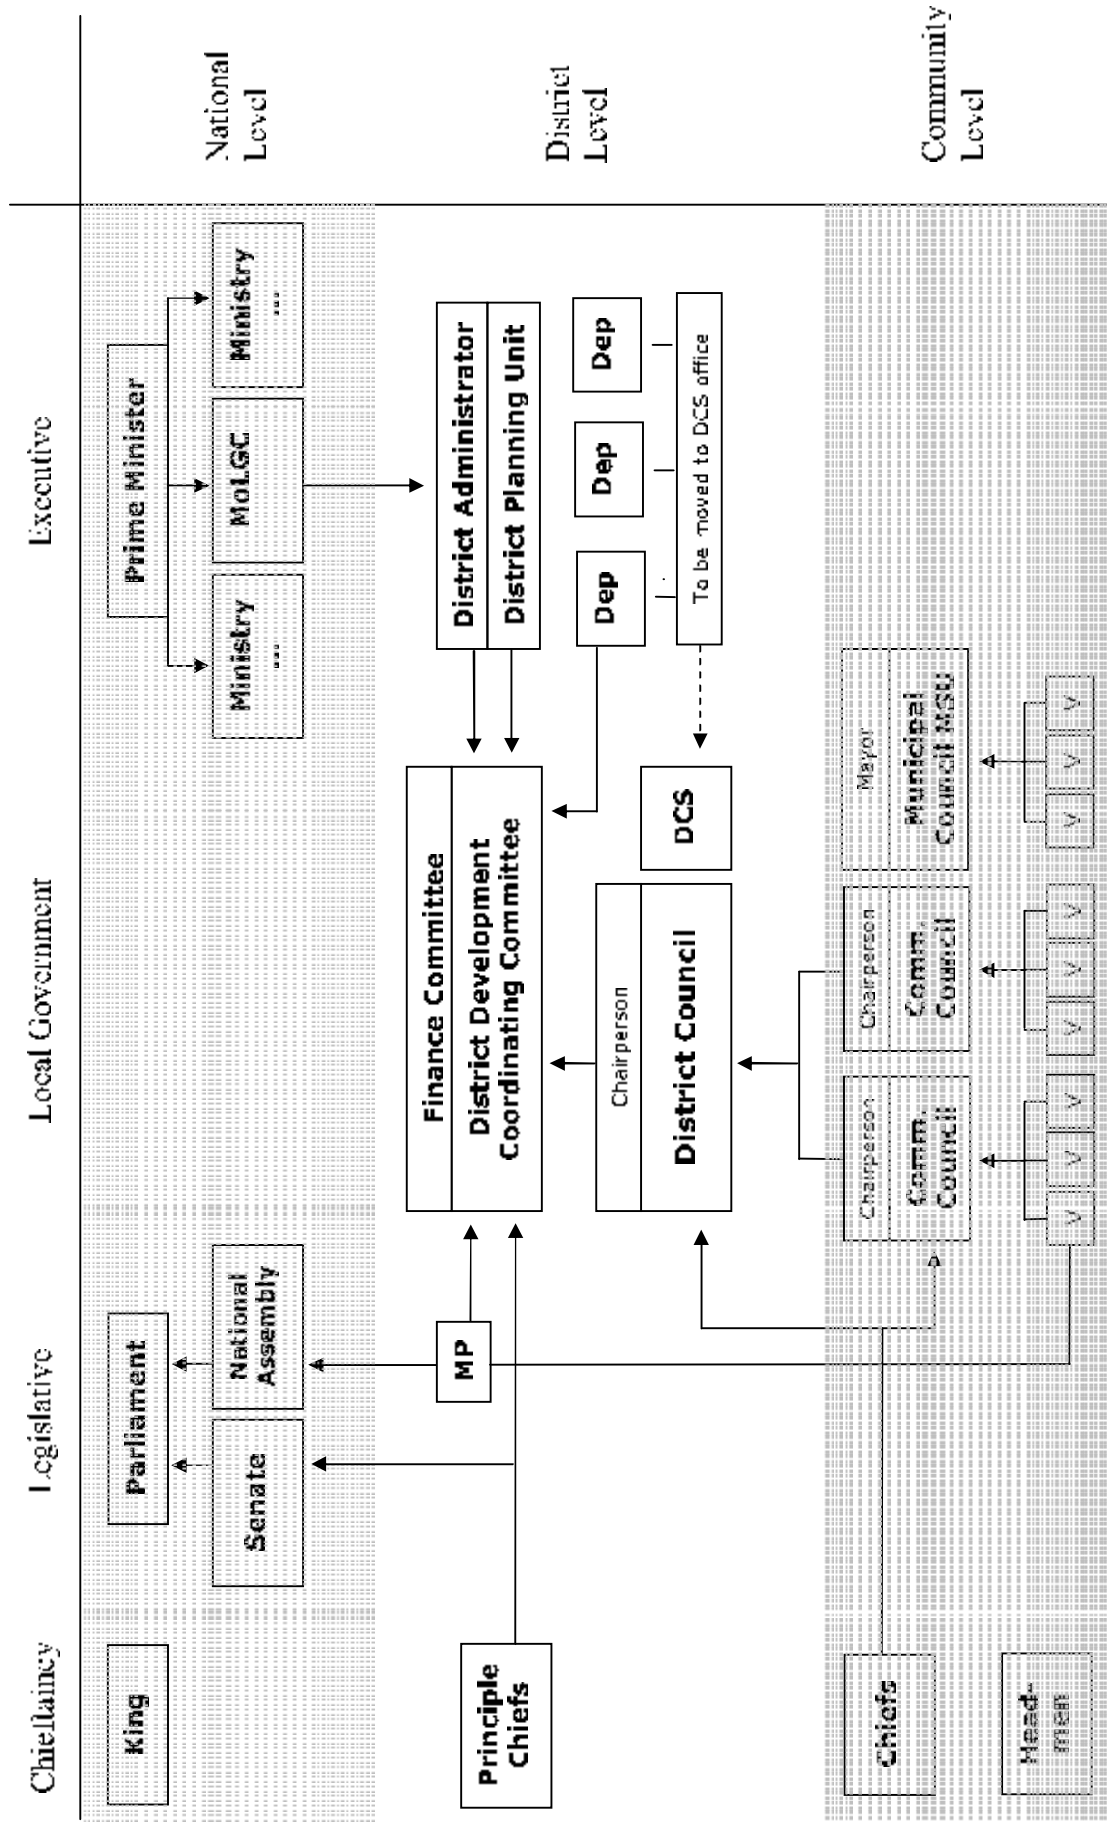 Chieftaincy
Legislative
Local Government
Executive
National
Level
King
Parliament
Prime Minister
Senate
National
Assembly
Ministry
...
MoLGC
Ministry
...
District
Level
Principle
Chiefs
MP
Finance Committee
District Development
Coordinating Committee
District Administrator
District Planning Unit
Chairperson
District Council
DCS
Dep
Dep
Dep
To be moved to DCS office
Community
Level
Chiefs
Chairperson
Comm.
Council
Chairperson
Comm.
Council
Mayor
Municipal
Council MSU
Head-
men
V
V
V
V
V
V
V
V
V